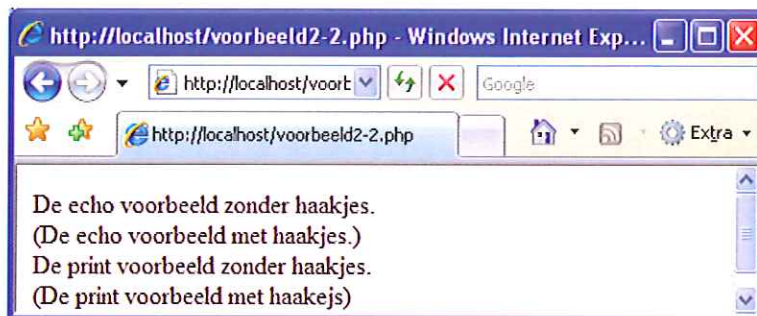 http://localhost/voorbeeld2-2.php - Windows Internet Exp...
http://localhost/voort
Google
http://localhost/voorbeeld2-2.php
Extra
De echo voorbeeld zonder haakjes.
(De echo voorbeeld met haakjes.)
De print voorbeeld zonder haakjes.
(De print voorbeeld met haakejs)